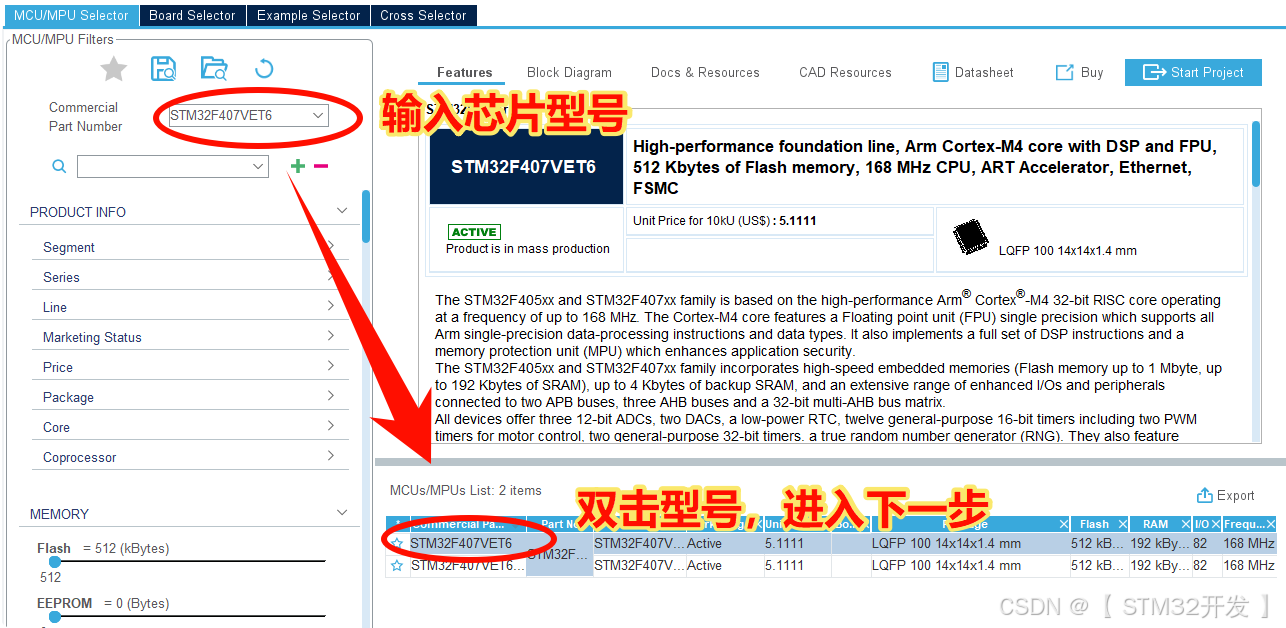 MCU/MPU Selector Board Selector Example Selector Cross Selector
MCU/MPU Filters
Commercial
Part Number
STM32F407VET6
输入芯片型号
PRODUCT INFO
Segment
Series
Line
Marketing Status
Price
Package
Core
Coprocessor
MEMORY
Flash = 512 (kBytes)
512
EEPROM = 0 (Bytes)
Features Block Diagram Docs & Resources CAD Resources Datasheet Buy Start Project
STM32F407VET6
High-performance foundation line, Arm Cortex-M4 core with DSP and FPU,
512 Kbytes of Flash memory, 168 MHz CPU, ART Accelerator, Ethernet,
FSMC
ACTIVE
Product is in mass production
Unit Price for 10kU (US$) : 5.1111
LQFP 100 14x14x1.4 mm
The STM32F405xx and STM32F407xx family is based on the high-performance Arm® Cortex®-M4 32-bit RISC core operating
at a frequency of up to 168 MHz. The Cortex-M4 core features a Floating point unit (FPU) single precision which supports all
Arm single-precision data-processing instructions and data types. It also implements a full set of DSP instructions and a
memory protection unit (MPU) which enhances application security.
The STM32F405xx and STM32F407xx family incorporates high-speed embedded memories (Flash memory up to 1 Mbyte, up
to 192 Kbytes of SRAM), up to 4 Kbytes of backup SRAM, and an extensive range of enhanced I/Os and peripherals
connected to two APB buses, three AHB buses and a 32-bit multi-AHB bus matrix.
All devices offer three 12-bit ADCs, two DACs, a low-power RTC, twelve general-purpose 16-bit timers including two PWM
timers for motor control, two general-purpose 32-bit timers. a true random number generator (RNG). They also feature
MCUs/MPUs List: 2 items
Export
双击型号，进入下一步
* Commercial Pa... Part No Flash RAM I/O Frequ...
STM32F407VET6 STM32F... STM32F407V... Active 5.1111 LQFP 100 14x14x1.4 mm 512 kB... 192 kBy... 82 168 MHz
STM32F407VET6... STM32F407V... Active 5.1111 LQFP 100 14x14x1.4 mm 512 kB... 192 kBy... 82 168 MHz
CSDN @【 STM32开发 】